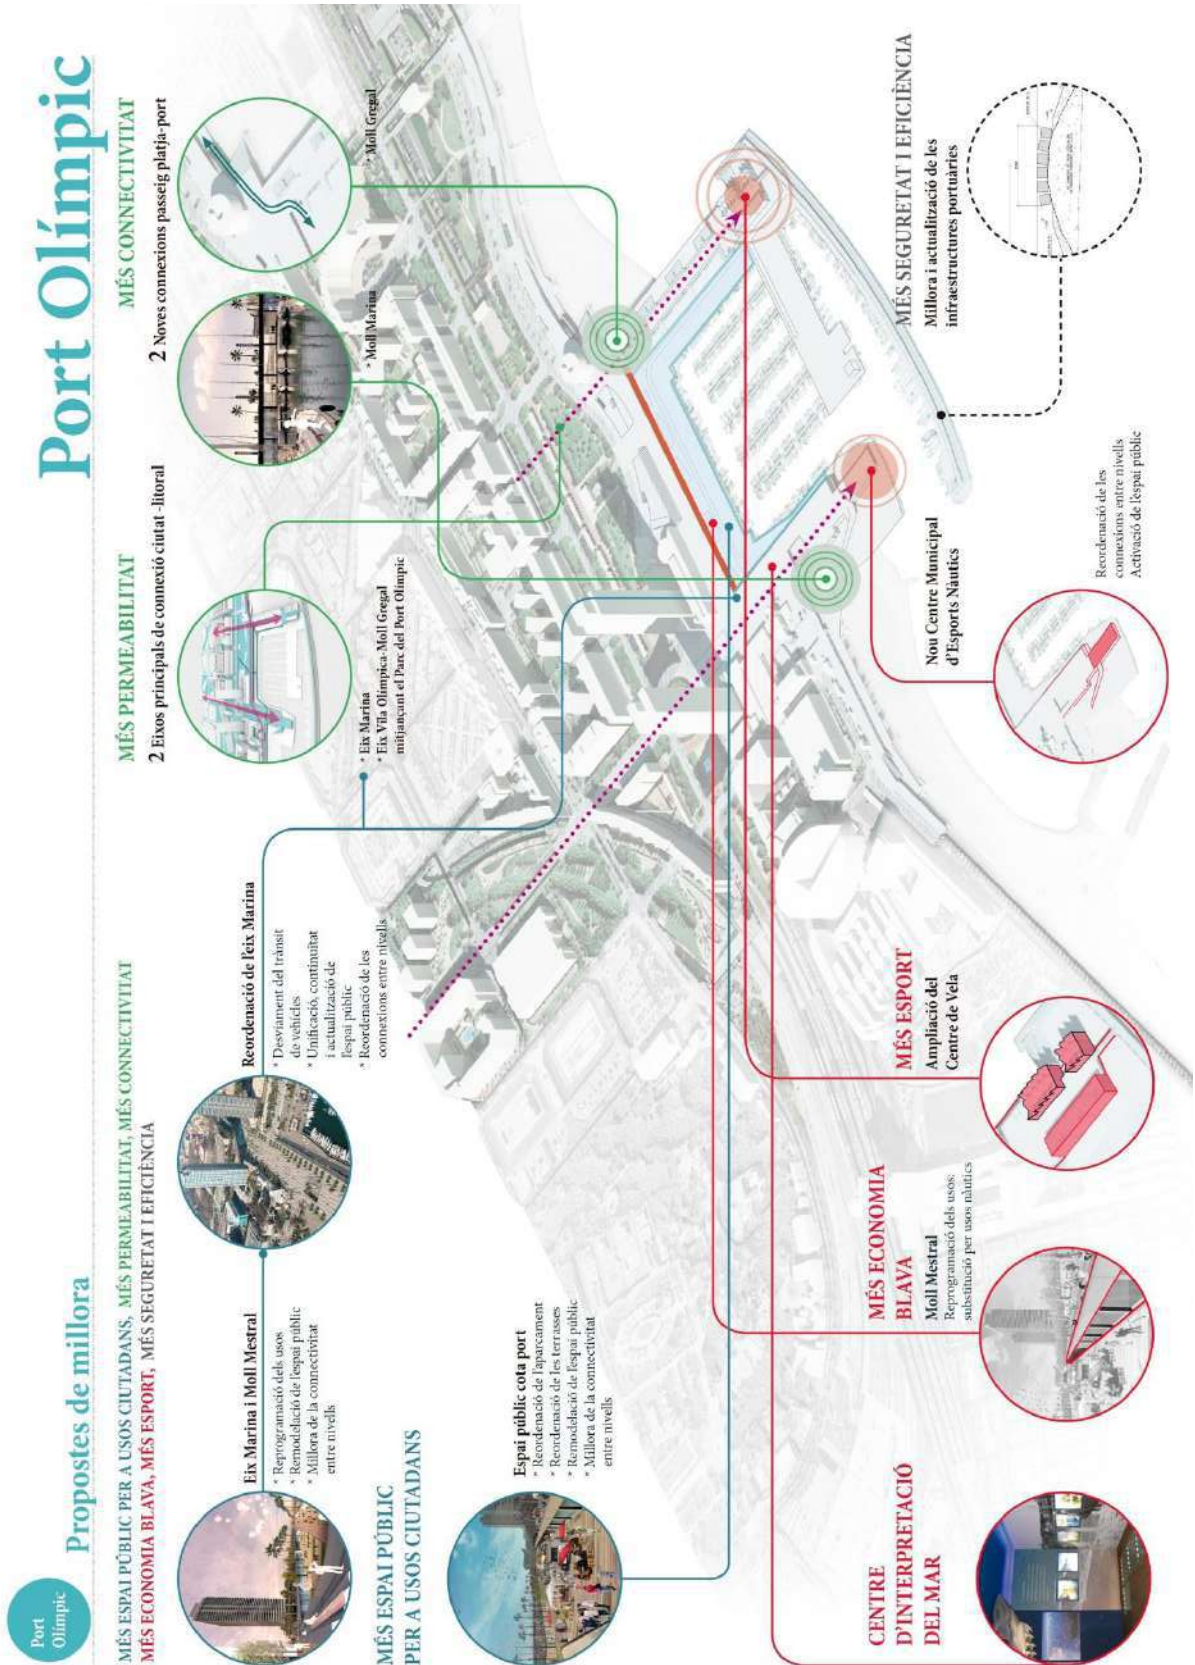 Port
Olímpic
Propostes de millora
Port Olímpic
MÉS ESPAI PÚBLIC PER A USOS CIUTADANS, MÉS PERMEABILITAT, MÉS CONNECTIVITAT
MÉS ECONOMIA BLAVA, MÉS ESPORT, MÉS SEGURETAT I EFICIÈNCIA
Eix Marina i Moll Mestral
* Reprogramació dels usos
* Remodelació de l'espai públic
* Millora de la connectivitat
entre nivells
Reordenació de l'eix Marina
* Desviament del trànsit
de vehicles
* Unificació, continuïtat
i actualització de
l'espai públic
* Reordenació de les
connexions entre nivells
MÉS PERMEABILITAT
2 Eixos principals de connexió ciutat -litoral
* Eix Marina
* Eix Vila Olímpica-Moll Gregal
mitjançant el Parc del Port Olímpic
MÉS CONNECTIVITAT
2 Noves connexions passeig platja-port
* Moll Marina
* Moll Gregal
MÉS ESPAI PÚBLIC
PER A USOS CIUTADANS
Espai públic cota port
* Reordenació de l'aparcament
* Reordenació de les terrasses
* Remodelació de l'espai públic
* Millora de la connectivitat
entre nivells
CENTRE
D'INTERPRETACIÓ
DEL MAR
MÉS ECONOMIA
BLAVA
Moll Mestral
Reprogramació dels usos:
substitució per usos nàutics
MÉS ESPORT
Ampliació del
Centre de Vela
Nou Centre Municipal
d'Esports Nàutics
Reordenació de les
connexions entre nivells
Activació de l'espai públic
MÉS SEGURETAT I EFICIÈNCIA
Millora i actualització de les
infraestructures portuàries